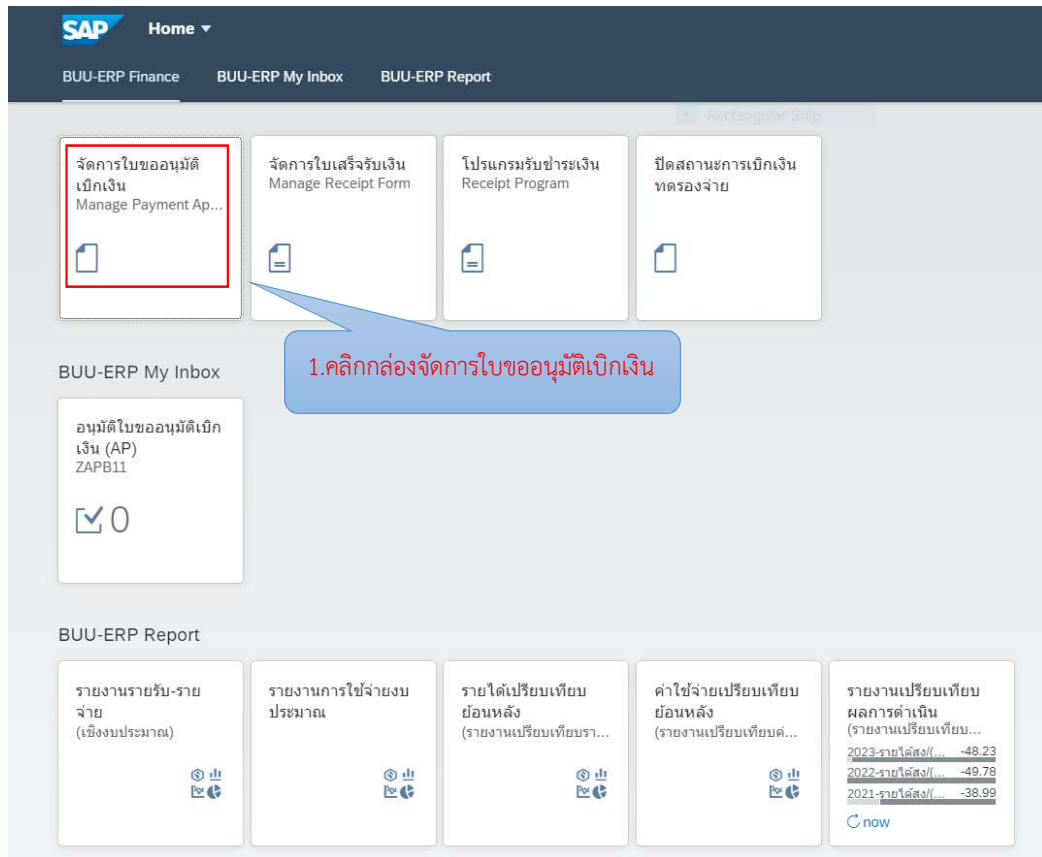 SAP Home
BUU-ERP Finance BUU-ERP My Inbox BUU-ERP Report
Rectangular Snip
จัดการใบขออนุมัติ
เบิกเงิน
Manage Payment Ap...
จัดการใบเสร็จรับเงิน
Manage Receipt Form
โปรแกรมรับชำระเงิน
Receipt Program
ปิดสถานะการเบิกเงิน
ทดรองจ่าย
1.คลิกกล่องจัดการใบขออนุมัติเบิกเงิน
BUU-ERP My Inbox
อนุมัติใบขออนุมัติเบิก
เงิน (AP)
ZAPB11
0
BUU-ERP Report
รายงานรายรับ-ราย
จ่าย
(เชิงงบประมาณ)
รายงานการใช้จ่ายงบ
ประมาณ
รายได้เปรียบเทียบ
ย้อนหลัง
(รายงานเปรียบเทียบรา...
ค่าใช้จ่ายเปรียบเทียบ
ย้อนหลัง
(รายงานเปรียบเทียบค่...
รายงานเปรียบเทียบ
ผลการดำเนิน
(รายงานเปรียบเทียบ...
2023-รายได้สูง/(... -48.23
2022-รายได้สูง/(... -49.78
2021-รายได้สูง/(... -38.99
now